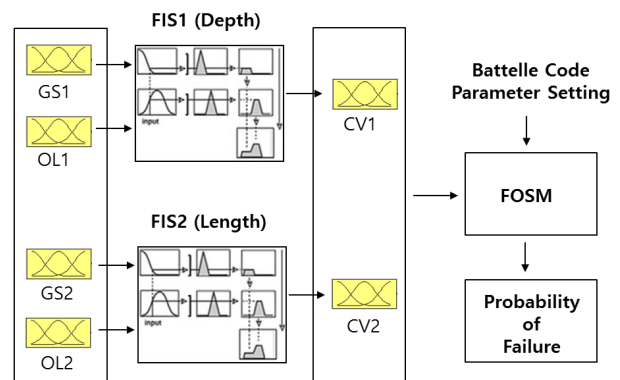 FIS1 (Depth)
GS1
OL1
input
CV1
Battelle Code
Parameter Setting
FOSM
FIS2 (Length)
GS2
OL2
input
CV2
Probability
of
Failure